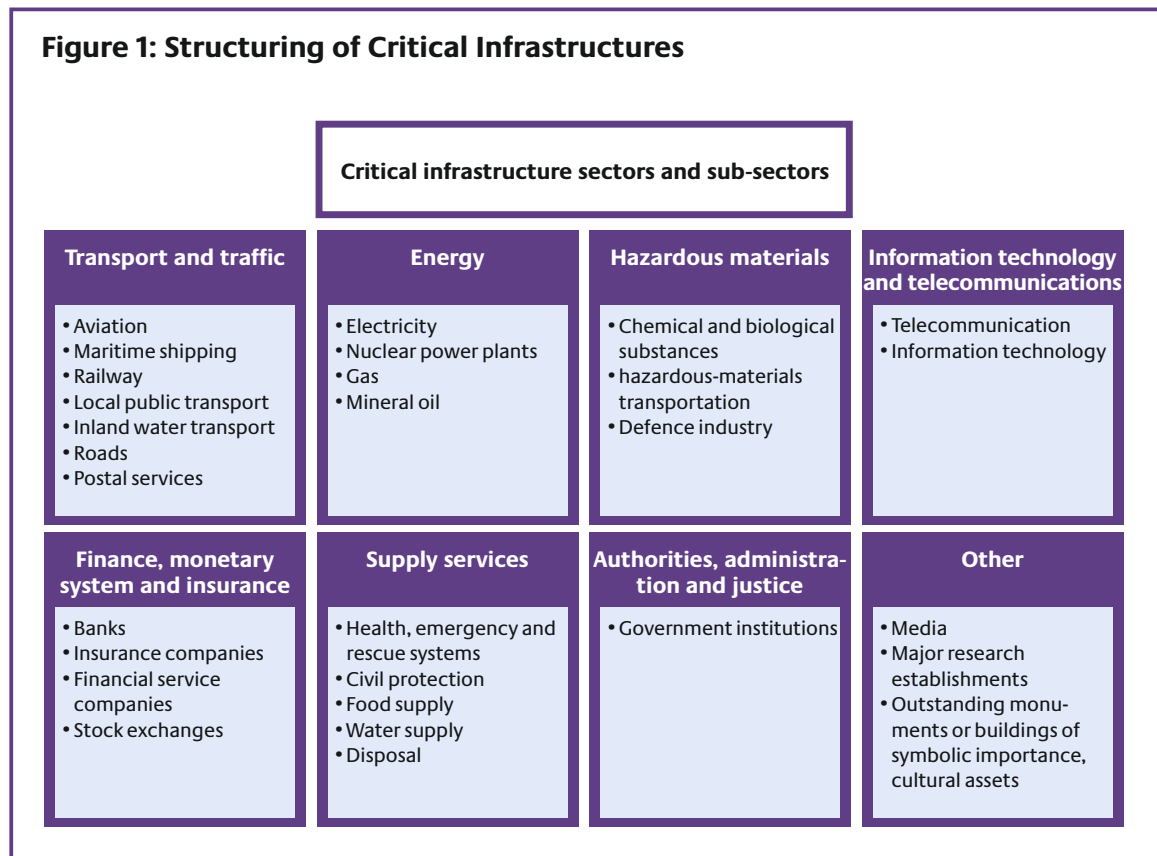 Figure 1: Structuring of Critical Infrastructures
Critical infrastructure sectors and sub-sectors
Transport and traffic
• Aviation
• Maritime shipping
• Railway
• Local public transport
• Inland water transport
• Roads
• Postal services
Energy
• Electricity
• Nuclear power plants
• Gas
• Mineral oil
Hazardous materials
• Chemical and biological
substances
• hazardous-materials
transportation
• Defence industry
Information technology
and telecommunications
• Telecommunication
• Information technology
Finance, monetary
system and insurance
• Banks
• Insurance companies
• Financial service
companies
• Stock exchanges
Supply services
• Health, emergency and
rescue systems
• Civil protection
• Food supply
• Water supply
• Disposal
Authorities, administra-
tion and justice
• Government institutions
Other
• Media
• Major research
establishments
• Outstanding monu-
ments or buildings of
symbolic importance,
cultural assets